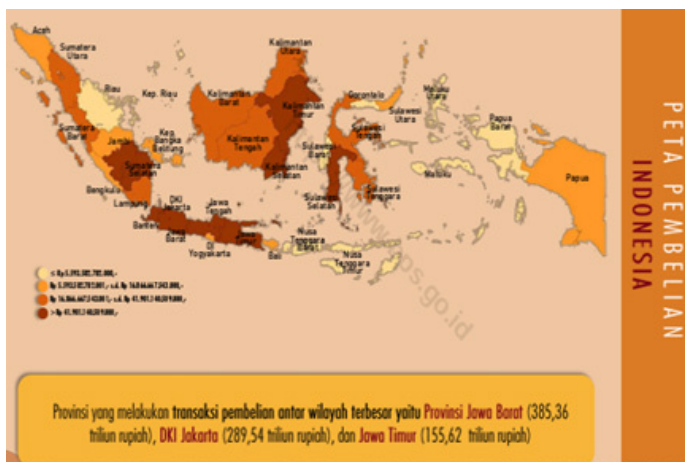 Aceh
Sumatera
Utara
Riau
Kep. Riau
Sumatera
Barat
Jambi
Kep.
Bangka
Belitung
Sumatera
Selatan
Bengkulu
Lampung
DKI
Jakarta
Banten
Jawa
Barat
Jawa
Tengah
DI
Yogyakarta
Bali
Nusa
Tenggara
Barat
Nusa
Tenggara
Timur
Kalimantan
Utara
Kalimantan
Barat
Kalimantan
Timur
Kalimantan
Tengah
Kalimantan
Selatan
Gorontalo
Sulawesi
Utara
Sulawesi
Tengah
Sulawesi
Barat
Sulawesi
Selatan
Sulawesi
Tenggara
Maluku
Utara
Maluku
Papua
Barat
Papua
PETA PEMBELIAN
INDONESIA
Provinsi yang melakukan transaksi pembelian antar wilayah terbesar yaitu Provinsi Jawa Barat (385,36
triliun rupiah), DKI Jakarta (289,54 triliun rupiah), dan Jawa Timur (155,62 triliun rupiah)